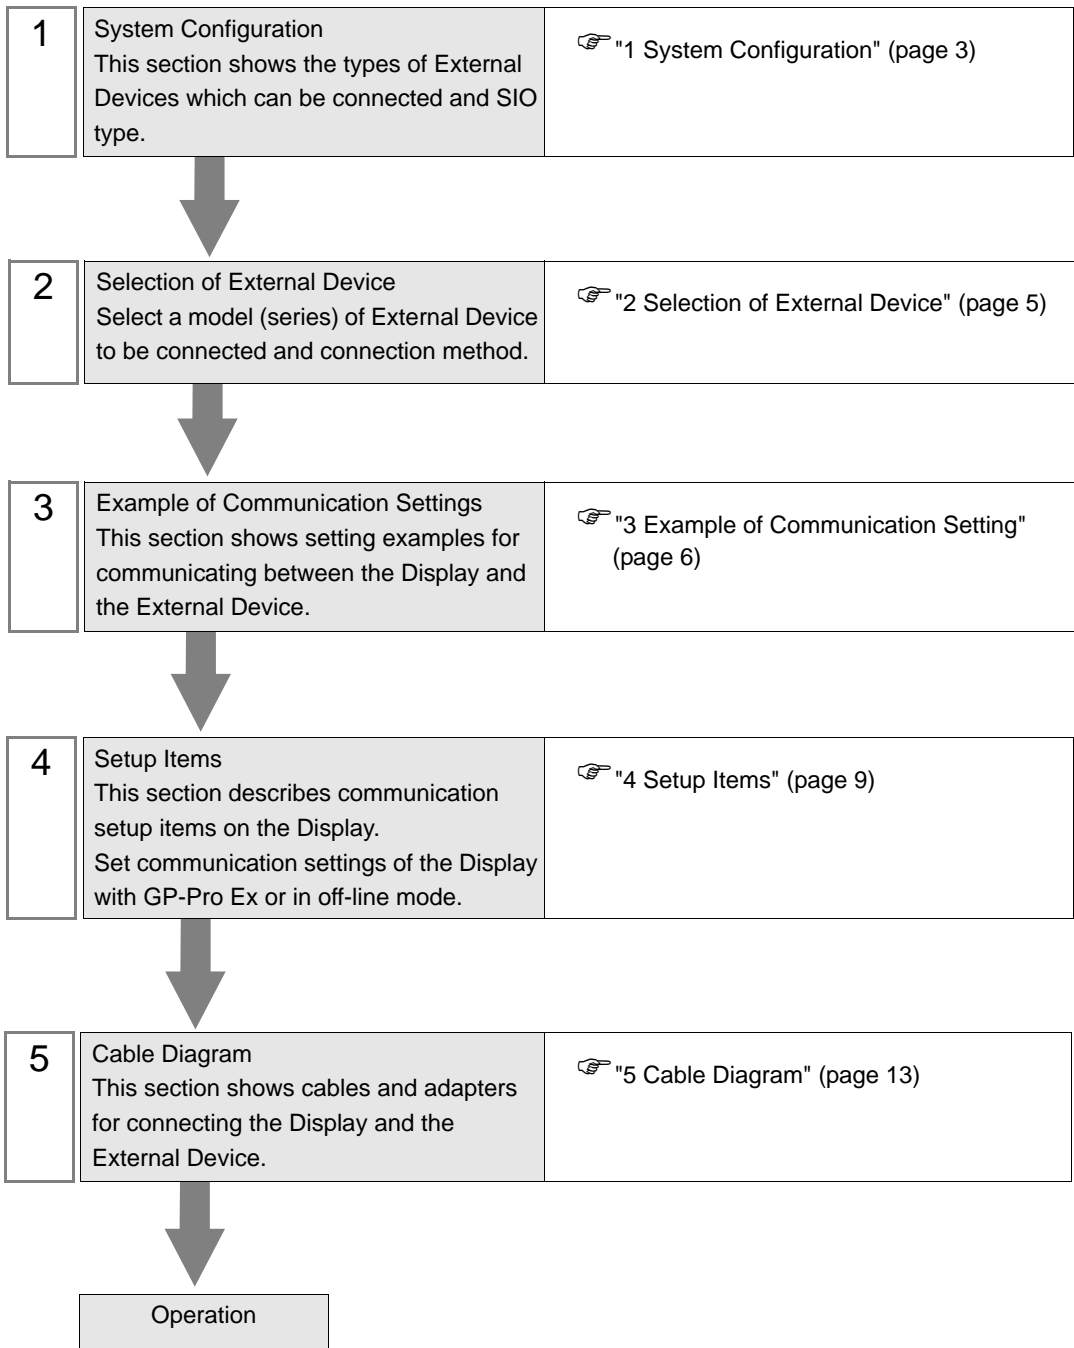 1
System Configuration
This section shows the types of External
Devices which can be connected and SIO
type.
"1 System Configuration" (page 3)
2
Selection of External Device
Select a model (series) of External Device
to be connected and connection method.
"2 Selection of External Device" (page 5)
3
Example of Communication Settings
This section shows setting examples for
communicating between the Display and
the External Device.
"3 Example of Communication Setting"
(page 6)
4
Setup Items
This section describes communication
setup items on the Display.
Set communication settings of the Display
with GP-Pro Ex or in off-line mode.
"4 Setup Items" (page 9)
5
Cable Diagram
This section shows cables and adapters
for connecting the Display and the
External Device.
"5 Cable Diagram" (page 13)
Operation